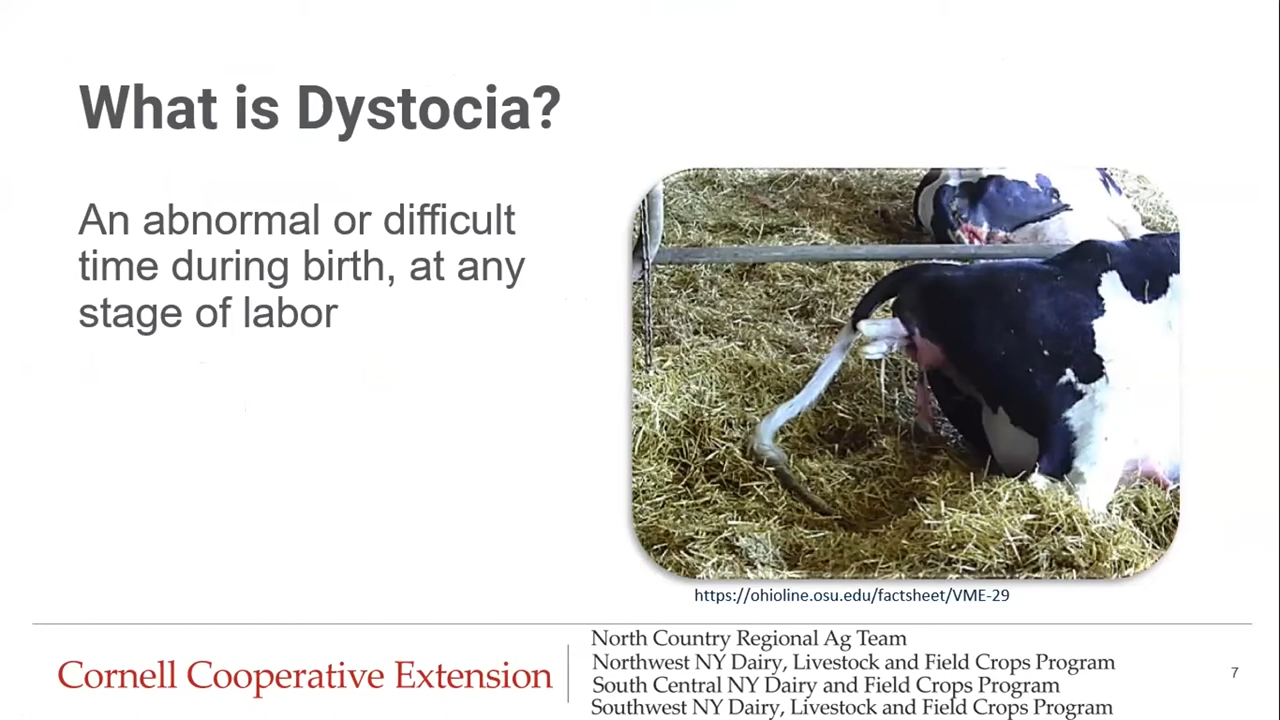 What is Dystocia?
An abnormal or difficult
time during birth, at any
stage of labor
https://ohioline.osu.edu/factsheet/VME-29
Cornell Cooperative Extension
North Country Regional Ag Team
Northwest NY Dairy, Livestock and Field Crops Program
South Central NY Dairy and Field Crops Program
Southwest NY Dairy, Livestock and Field Crops Program
7